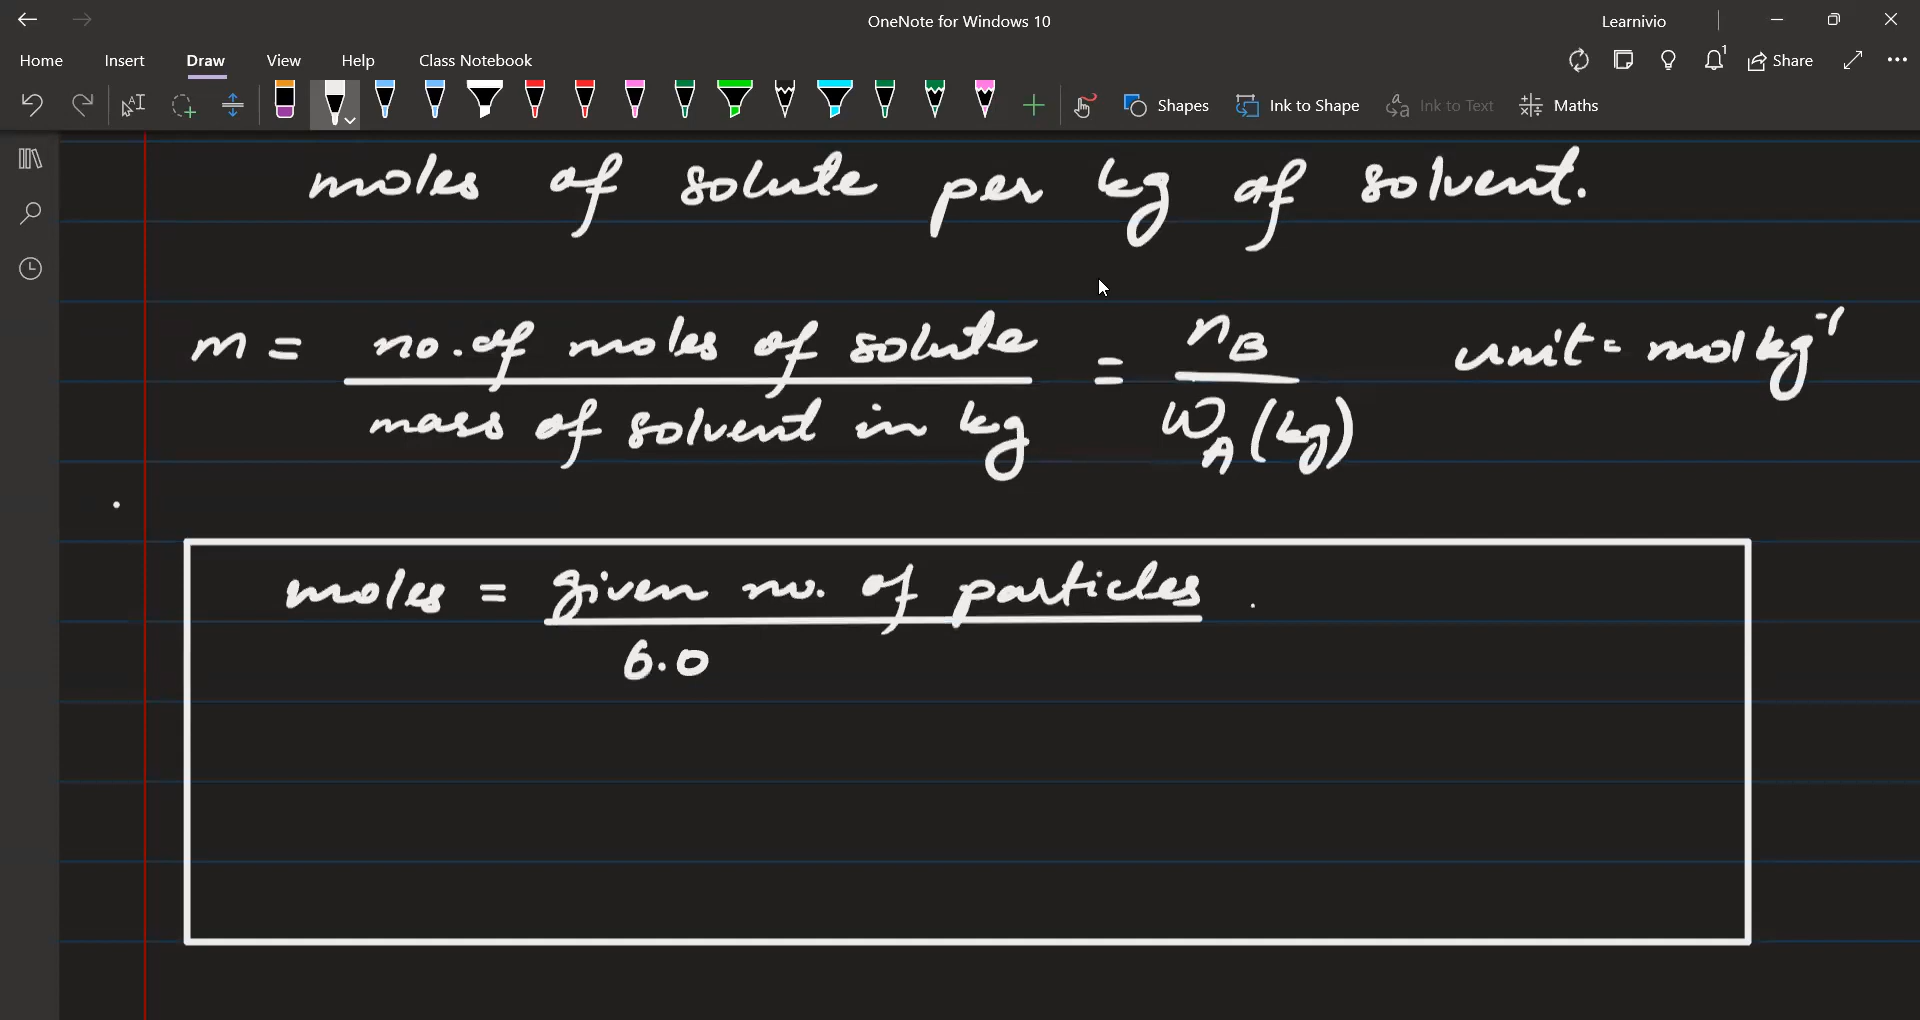 OneNote for Windows 10
Learnivio
Home Insert Draw View Help Class Notebook
1
Share
Shapes Ink to Shape Ink to Text Maths
moles of solute per kg of solvent.
m = no. of moles of solute / mass of solvent in kg = nB / WA (kg) unit = mol kg⁻¹
moles = given no. of particles
6.0